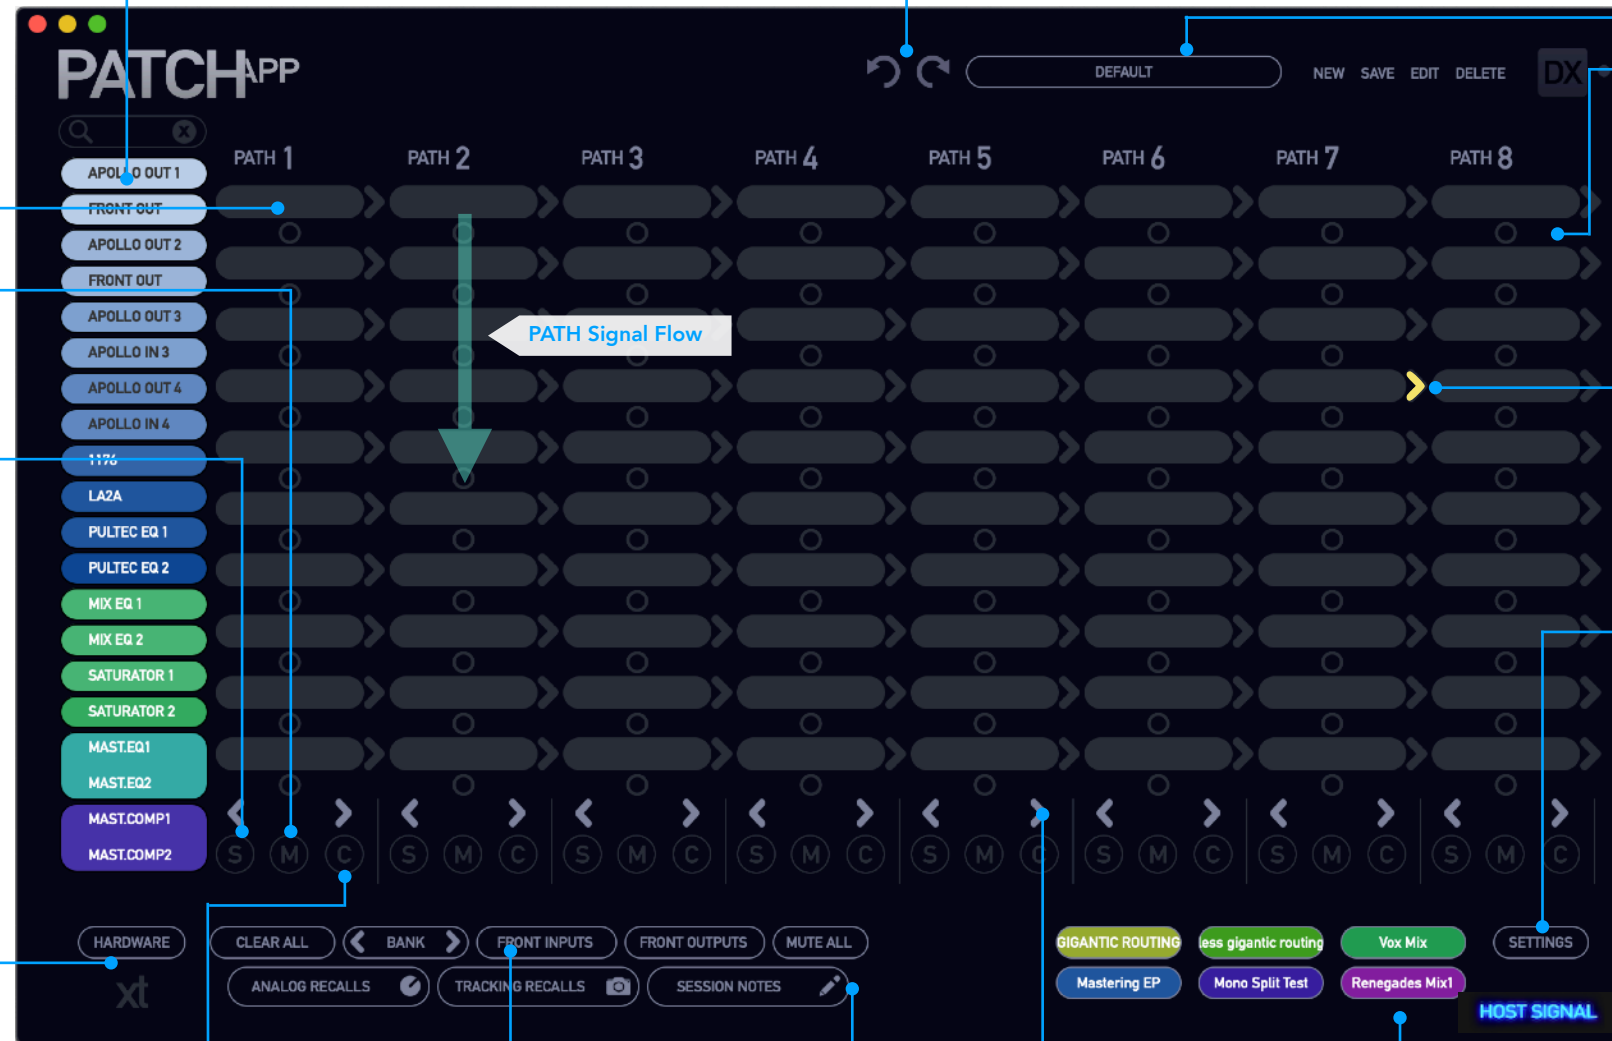 PATCH APP
DEFAULT
NEW SAVE EDIT DELETE
DX
PATH 1 PATH 2 PATH 3 PATH 4 PATH 5 PATH 6 PATH 7 PATH 8
APOLLO OUT 1
FRONT OUT
APOLLO OUT 2
FRONT OUT
APOLLO OUT 3
APOLLO IN 3
APOLLO OUT 4
APOLLO IN 4
1176
LA2A
PULTEC EQ 1
PULTEC EQ 2
MIX EQ 1
MIX EQ 2
SATURATOR 1
SATURATOR 2
MAST.EQ1
MAST.EQ2
MAST.COMP1
MAST.COMP2
PATH Signal Flow
S M C S M C S M C S M C S M C S M C S M C S M C
HARDWARE
xt
CLEAR ALL BANK FRONT INPUTS FRONT OUTPUTS MUTE ALL
ANALOG RECALLS TRACKING RECALLS SESSION NOTES
GIGANTIC ROUTING less gigantic routing Vox Mix
Mastering EP Mono Split Test Renegades Mix1
SETTINGS
HOST SIGNAL